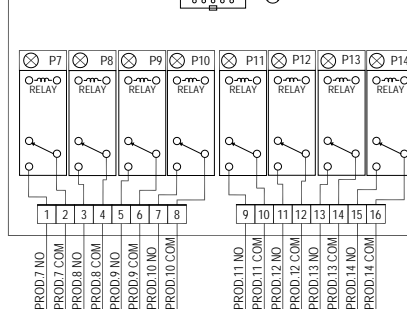 P7 P8 P9 P10 P11 P12 P13 P14
RELAY RELAY RELAY RELAY RELAY RELAY RELAY RELAY
1 2 3 4 5 6 7 8 9 10 11 12 13 14 15 16
PROD.7 NO
PROD.7 COM
PROD.8 NO
PROD.8 COM
PROD.9 NO
PROD.9 COM
PROD.10 NO
PROD.10 COM
PROD.11 NO
PROD.11 COM
PROD.12 NO
PROD.12 COM
PROD.13 NO
PROD.13 COM
PROD.14 NO
PROD.14 COM